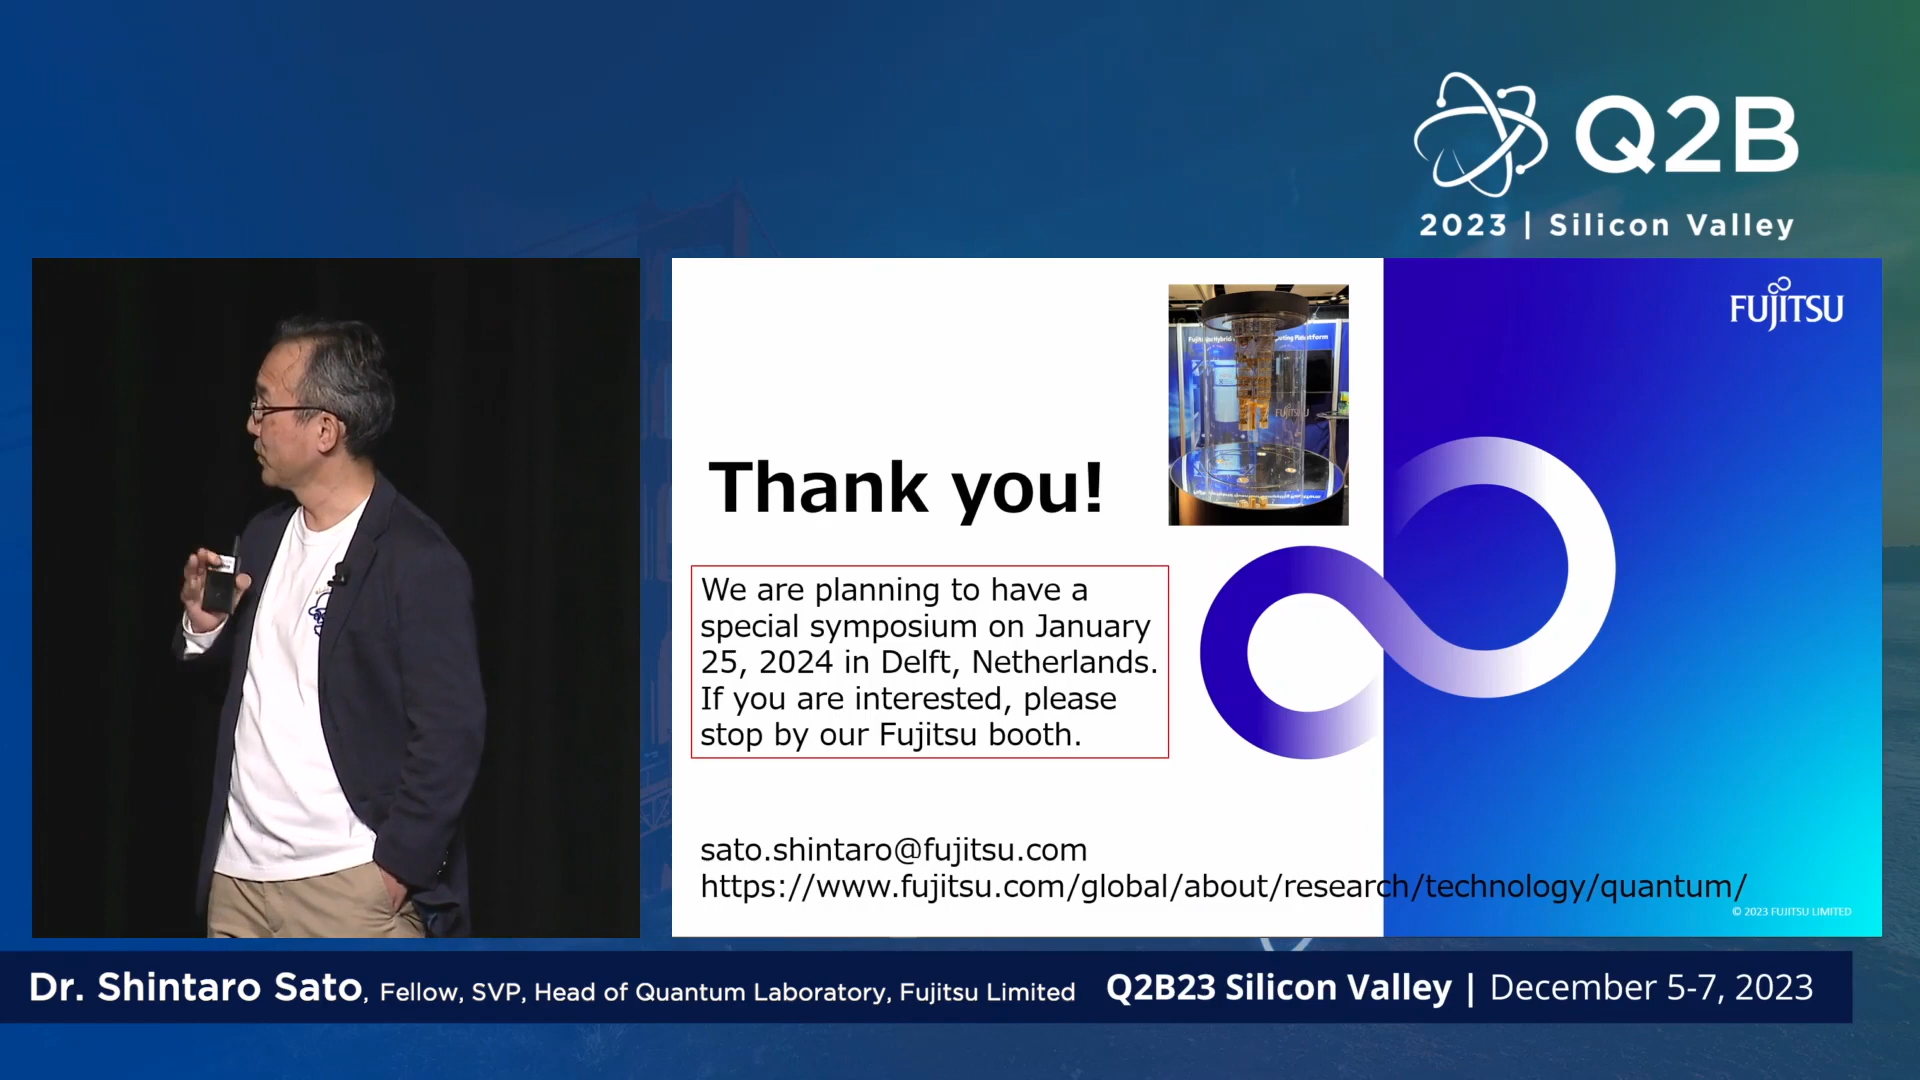 Q2B
2023 | Silicon Valley
FUJITSU
Thank you!
We are planning to have a
special symposium on January
25, 2024 in Delft, Netherlands.
If you are interested, please
stop by our Fujitsu booth.
sato.shintaro@fujitsu.com
https://www.fujitsu.com/global/about/research/technology/quantum/
© 2023 FUJITSU LIMITED
Dr. Shintaro Sato, Fellow, SVP, Head of Quantum Laboratory, Fujitsu Limited
Q2B23 Silicon Valley | December 5-7, 2023